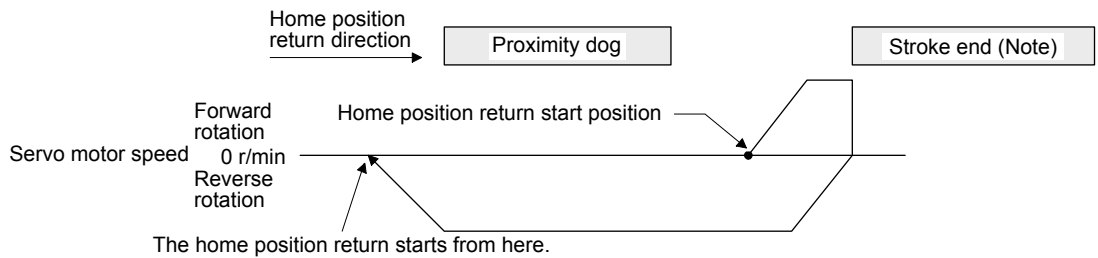 Home position
return direction
Proximity dog
Stroke end (Note)
Forward
rotation
Home position return start position
Servo motor speed 0 r/min
Reverse
rotation
The home position return starts from here.